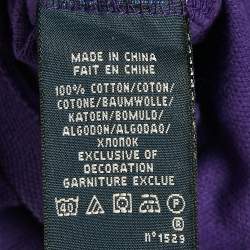 MADE IN CHINA
FAIT EN CHINE
100% COTTON/COTON/
COTONE/BAUMWOLLE/
KATOEN/BOMULD/
ALGODON/ALGODAO/
ХЛОПОК
EXCLUSIVE OF
DECORATION
GARNITURE EXCLUE
40 P
R
n°1529